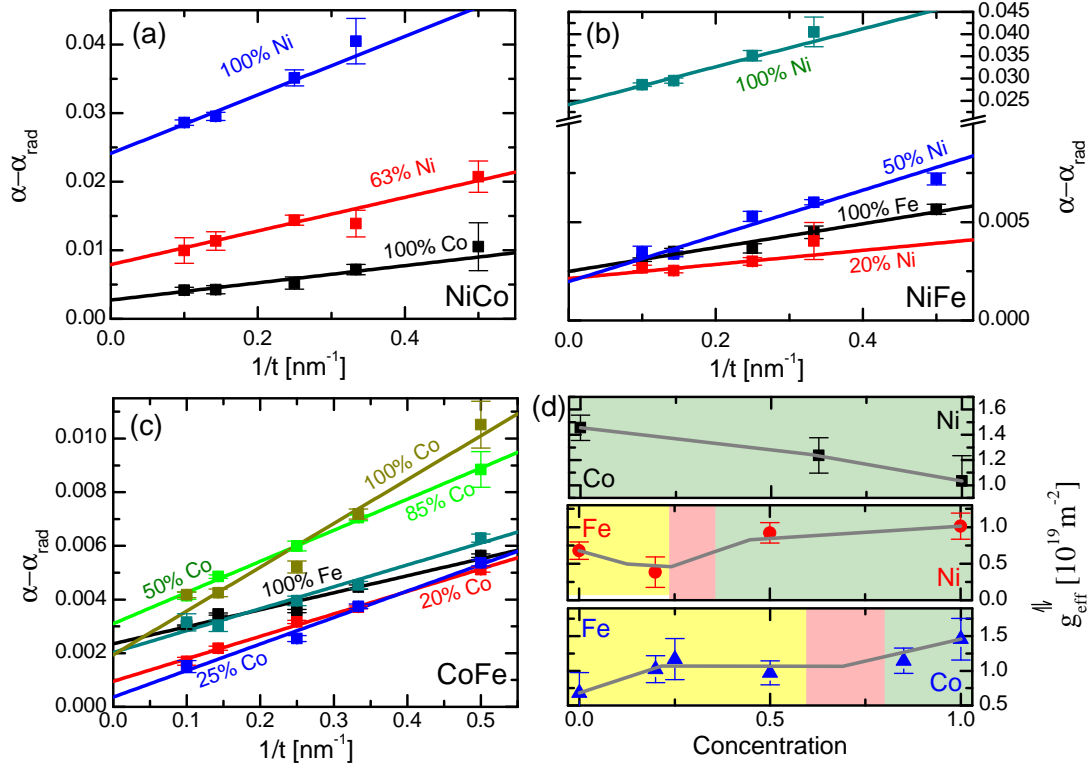 (a)
100% Ni
63% Ni
100% Co
NiCo
0.04
0.03
0.02
0.01
0.00
α−α_rad
0.0 0.2 0.4
1/t [nm⁻¹]
(b)
100% Ni
50% Ni
100% Fe
20% Ni
NiFe
0.045
0.040
0.035
0.030
0.025
0.005
0.000
α−α_rad
0.0 0.2 0.4
1/t [nm⁻¹]
(c)
100% Co
85% Co
50% Co
100% Fe
20% Co
25% Co
CoFe
0.010
0.008
0.006
0.004
0.002
0.000
α−α_rad
0.0 0.1 0.2 0.3 0.4 0.5
1/t [nm⁻¹]
(d)
Ni
Co
1.6
1.4
1.2
1.0
Fe
Ni
1.0
0.5
0.0
Fe
Co
1.5
1.0
0.5
g_eff^⥮ [10¹⁹ m⁻²]
0.0 0.5 1.0
Concentration